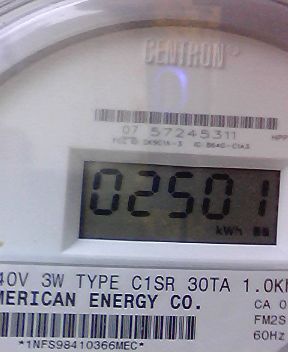 CENTRON®
07 57245311
02501
kWh
40V 3W TYPE C1SR 30TA 1.0K
MERICAN ENERGY CO.
CA 0
FM2S
60Hz
*1NFS98410366MEC*